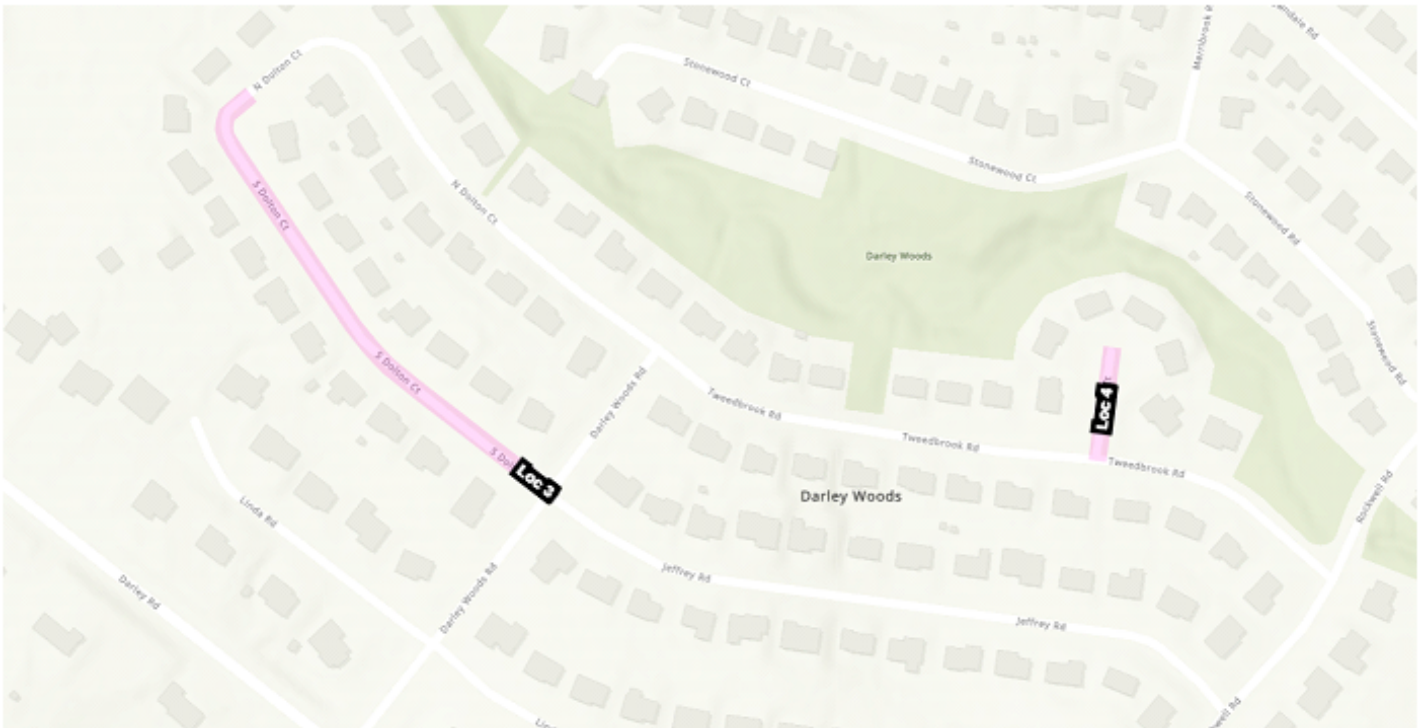 N Dolton Ct
Stonewood Ct
S Dolton Ct
N Dolton Ct
Stonewood Ct
Stonewood Rd
Darley Woods
S Dolton Ct
Stonewood Rd
Darley Woods Rd
Tweedbrook Rd
Loc 4
Tweedbrook Rd
Tweedbrook Rd
Loc 3
Darley Woods
Rockwell Rd
Linda Rd
Darley Rd
Darley Woods Rd
Jeffrey Rd
Jeffrey Rd